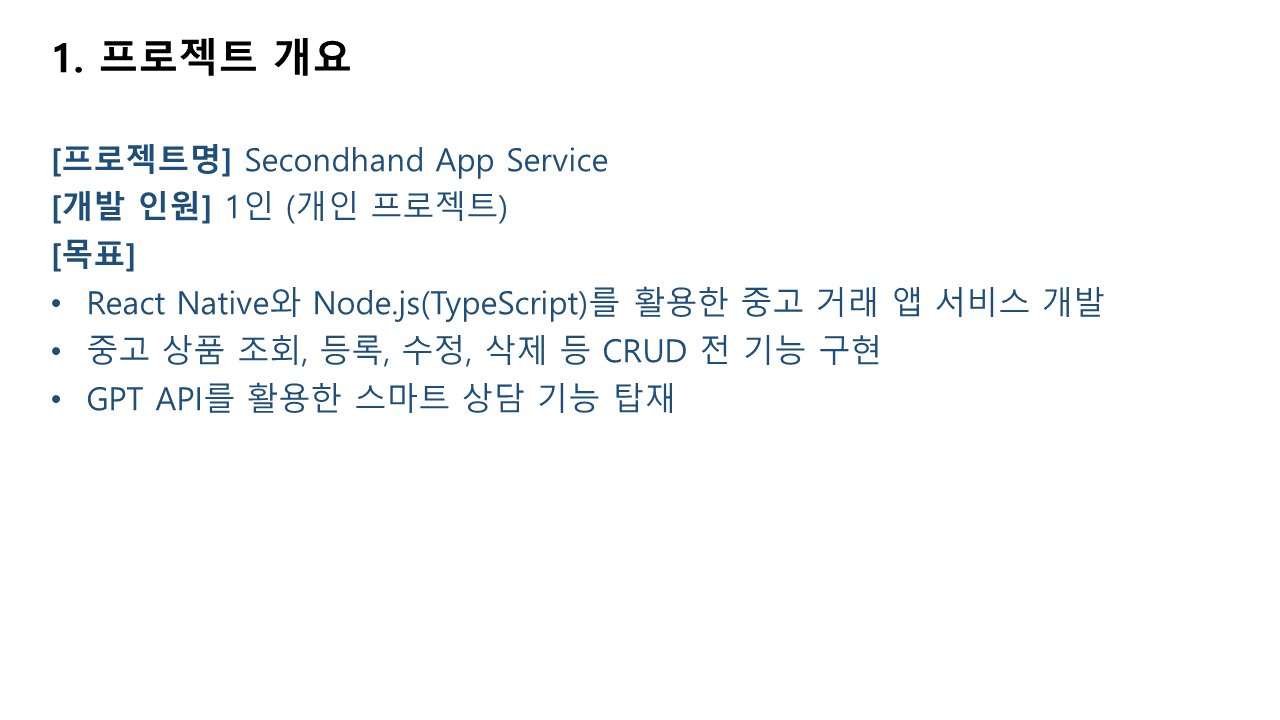 1. 프로젝트 개요
[프로젝트명] Secondhand App Service
[개발 인원] 1인 (개인 프로젝트)
[목표]
• React Native와 Node.js(TypeScript)를 활용한 중고 거래 앱 서비스 개발
• 중고 상품 조회, 등록, 수정, 삭제 등 CRUD 전 기능 구현
• GPT API를 활용한 스마트 상담 기능 탑재